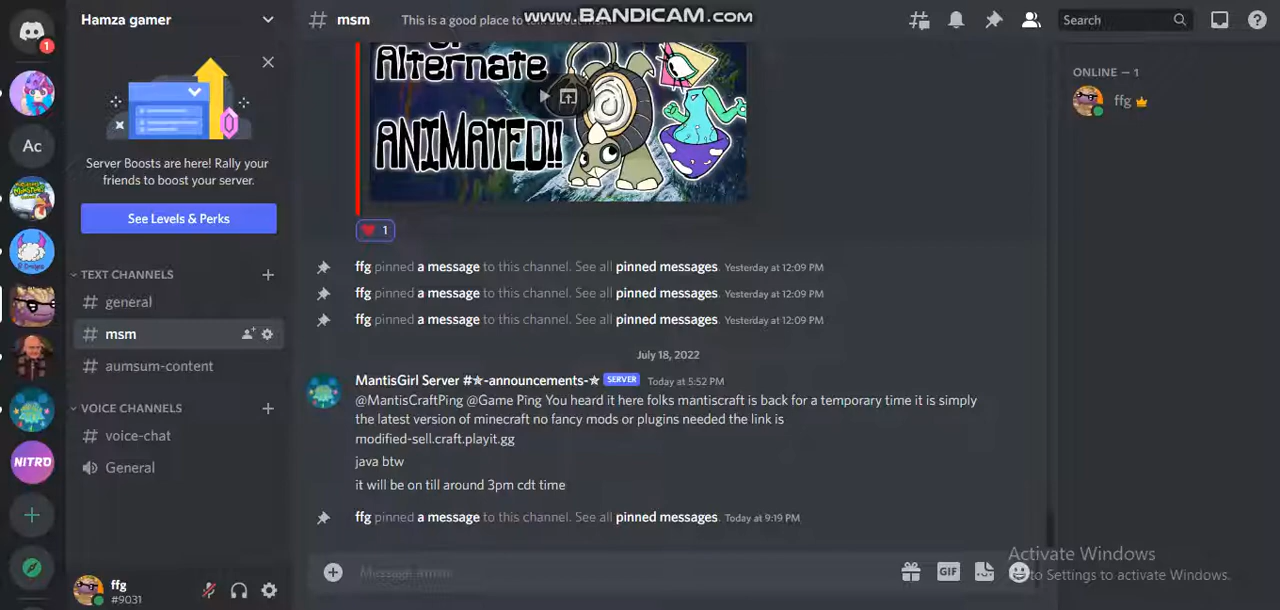 Hamzα gamer
msm
This is a good place to
www.BANDICAM.com
Search
1
Ac
NITRO
Server Boosts are here! Rally your
friends to boost your server.
See Levels & Perks
TEXT CHANNELS
general
msm
aumsum-content
VOICE CHANNELS
voice-chat
General
ffg
#9031
Alternate
ANIMATED!!
1
ffg pinned a message to this channel. See all pinned messages. Yesterday at 12:09 PM
ffg pinned a message to this channel. See all pinned messages. Yesterday at 12:09 PM
ffg pinned a message to this channel. See all pinned messages. Yesterday at 12:09 PM
July 18, 2022
MantisGirl Server #★-announcements-★ SERVER Today at 5:52 PM
@MantisCraftPing @Game Ping You heard it here folks mantiscraft is back for a temporary time it is simply
the latest version of minecraft no fancy mods or plugins needed the link is
modified-sell.craft.playit.gg
java btw
it will be on till around 3pm cdt time
ffg pinned a message to this channel. See all pinned messages. Today at 9:19 PM
Message #msm
GIF
ONLINE — 1
ffg
Activate Windows
to Settings to activate Windows.